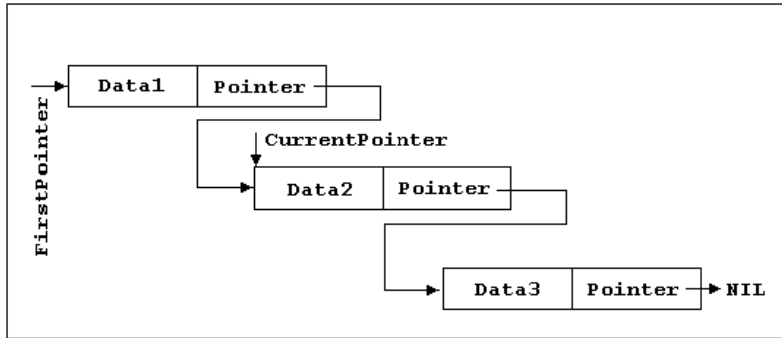 Data1 Pointer
FirstPointer
CurrentPointer
Data2 Pointer
Data3 Pointer NIL